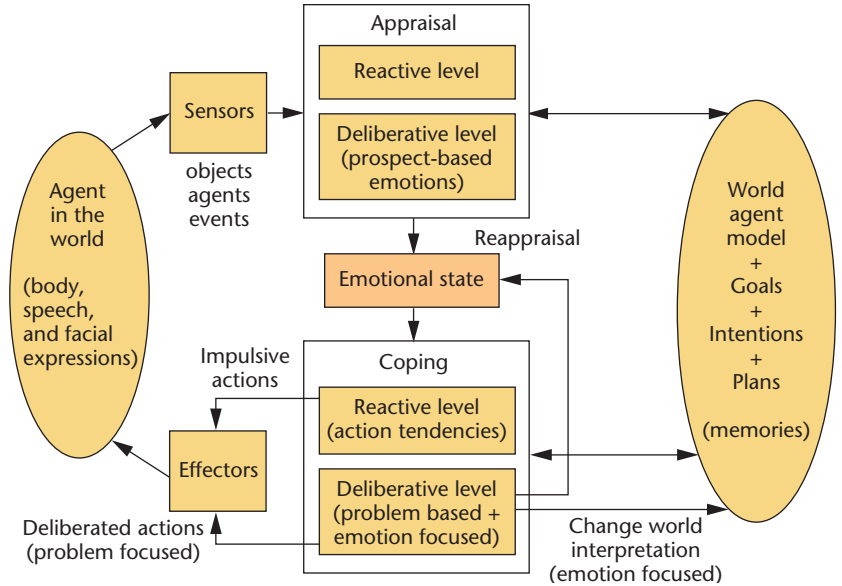 Appraisal
Reactive level
Deliberative level
(prospect-based
emotions)
Sensors
objects
agents
events
Agent
in the
world
(body,
speech,
and facial
expressions)
World
agent
model
+
Goals
+
Intentions
+
Plans
(memories)
Reappraisal
Emotional state
Impulsive
actions
Coping
Reactive level
(action tendencies)
Effectors
Deliberative level
(problem based +
emotion focused)
Deliberated actions
(problem focused)
Change world
interpretation
(emotion focused)